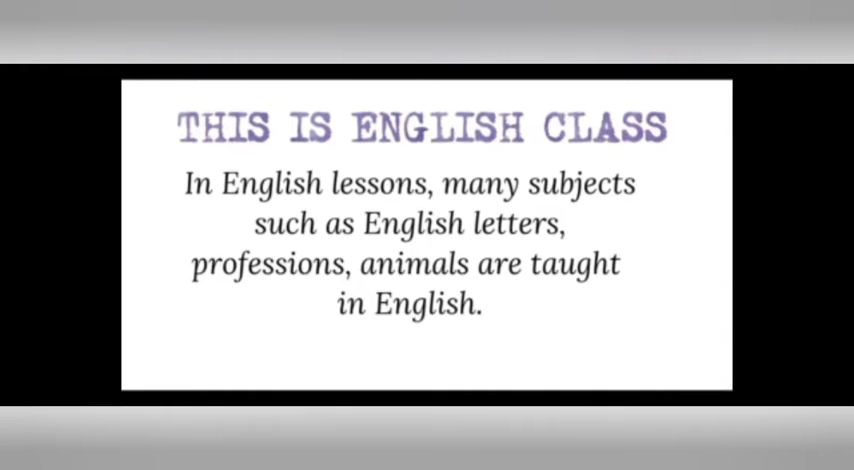 THIS IS ENGLISH CLASS
In English lessons, many subjects
such as English letters,
professions, animals are taught
in English.